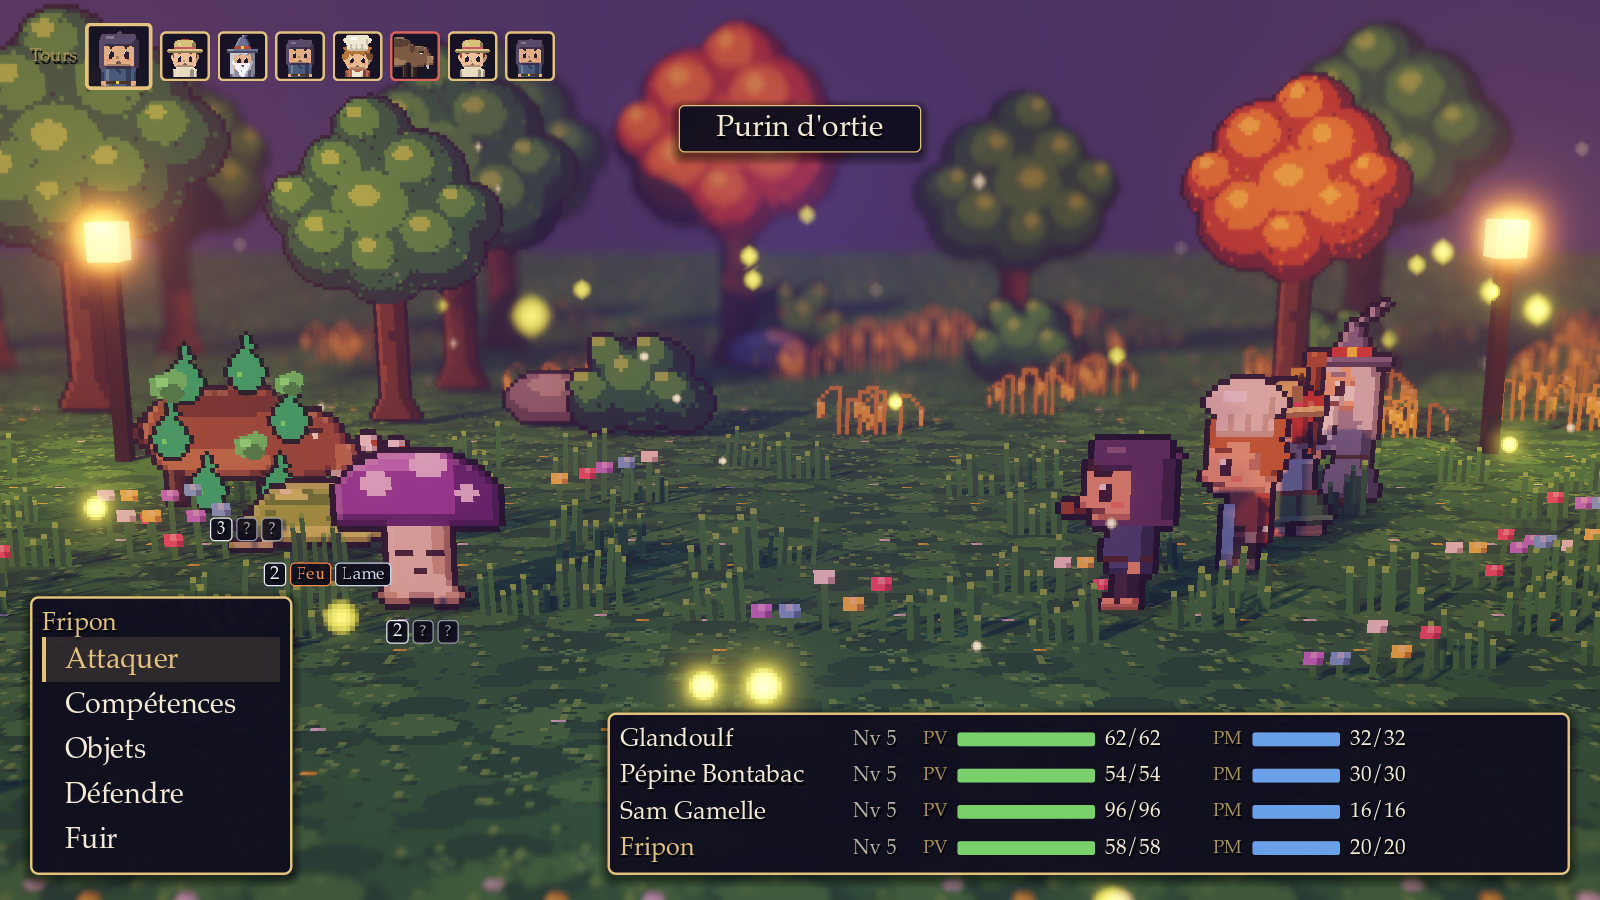 Tours
Purin d'ortie
3 ? ?
2 Feu Lame
2 ? ?
Fripon
Attaquer
Compétences
Objets
Défendre
Fuir
Glandoulf Nv 5 PV 62/62 PM 32/32
Pépine Bontabac Nv 5 PV 54/54 PM 30/30
Sam Gamelle Nv 5 PV 96/96 PM 16/16
Fripon Nv 5 PV 58/58 PM 20/20